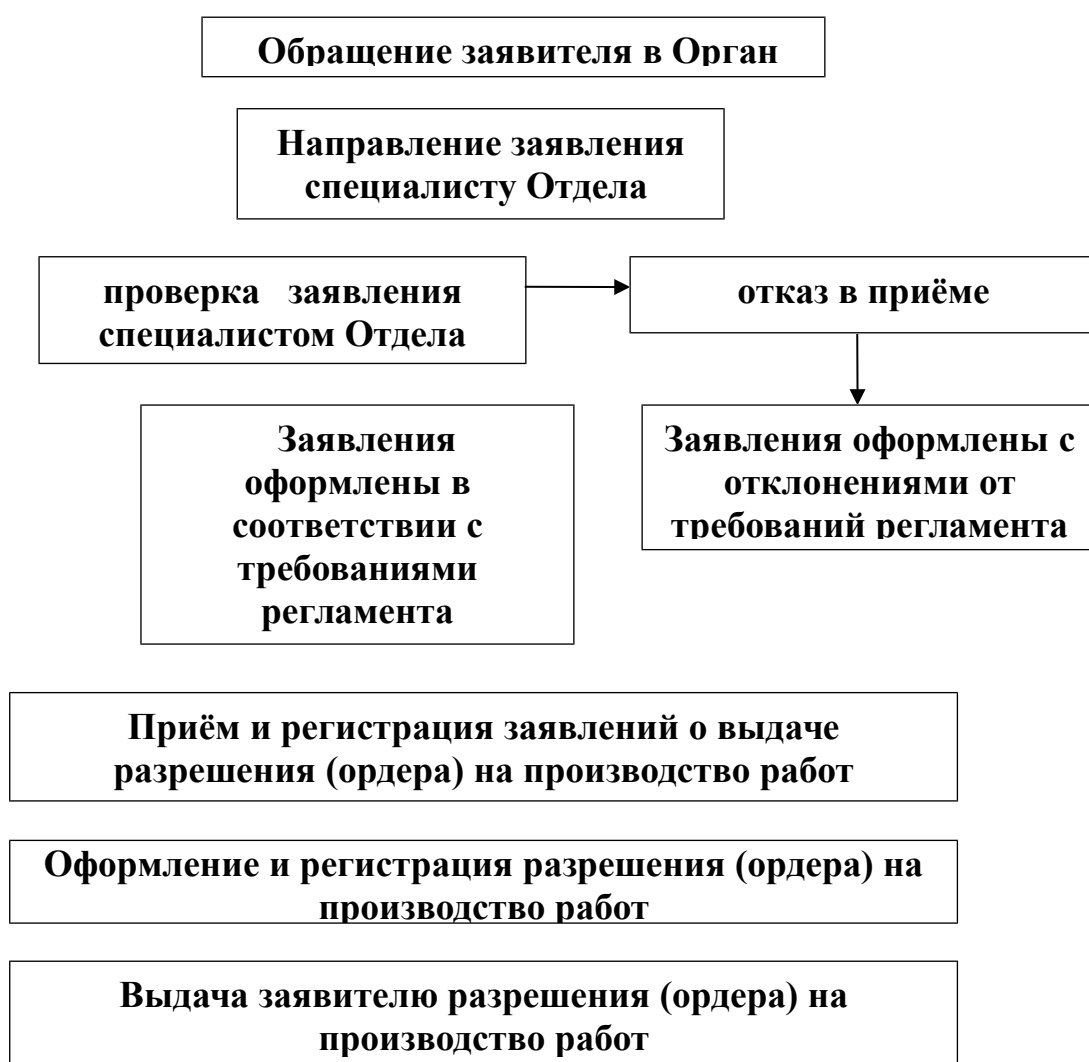 Обращение заявителя в Орган
Направление заявления
специалисту Отдела
проверка заявления
специалистом Отдела
отказ в приёме
Заявления
оформлены в
соответствии с
требованиями
регламента
Заявления оформлены с
отклонениями от
требований регламента
Приём и регистрация заявлений о выдаче
разрешения (ордера) на производство работ
Оформление и регистрация разрешения (ордера) на
производство работ
Выдача заявителю разрешения (ордера) на
производство работ